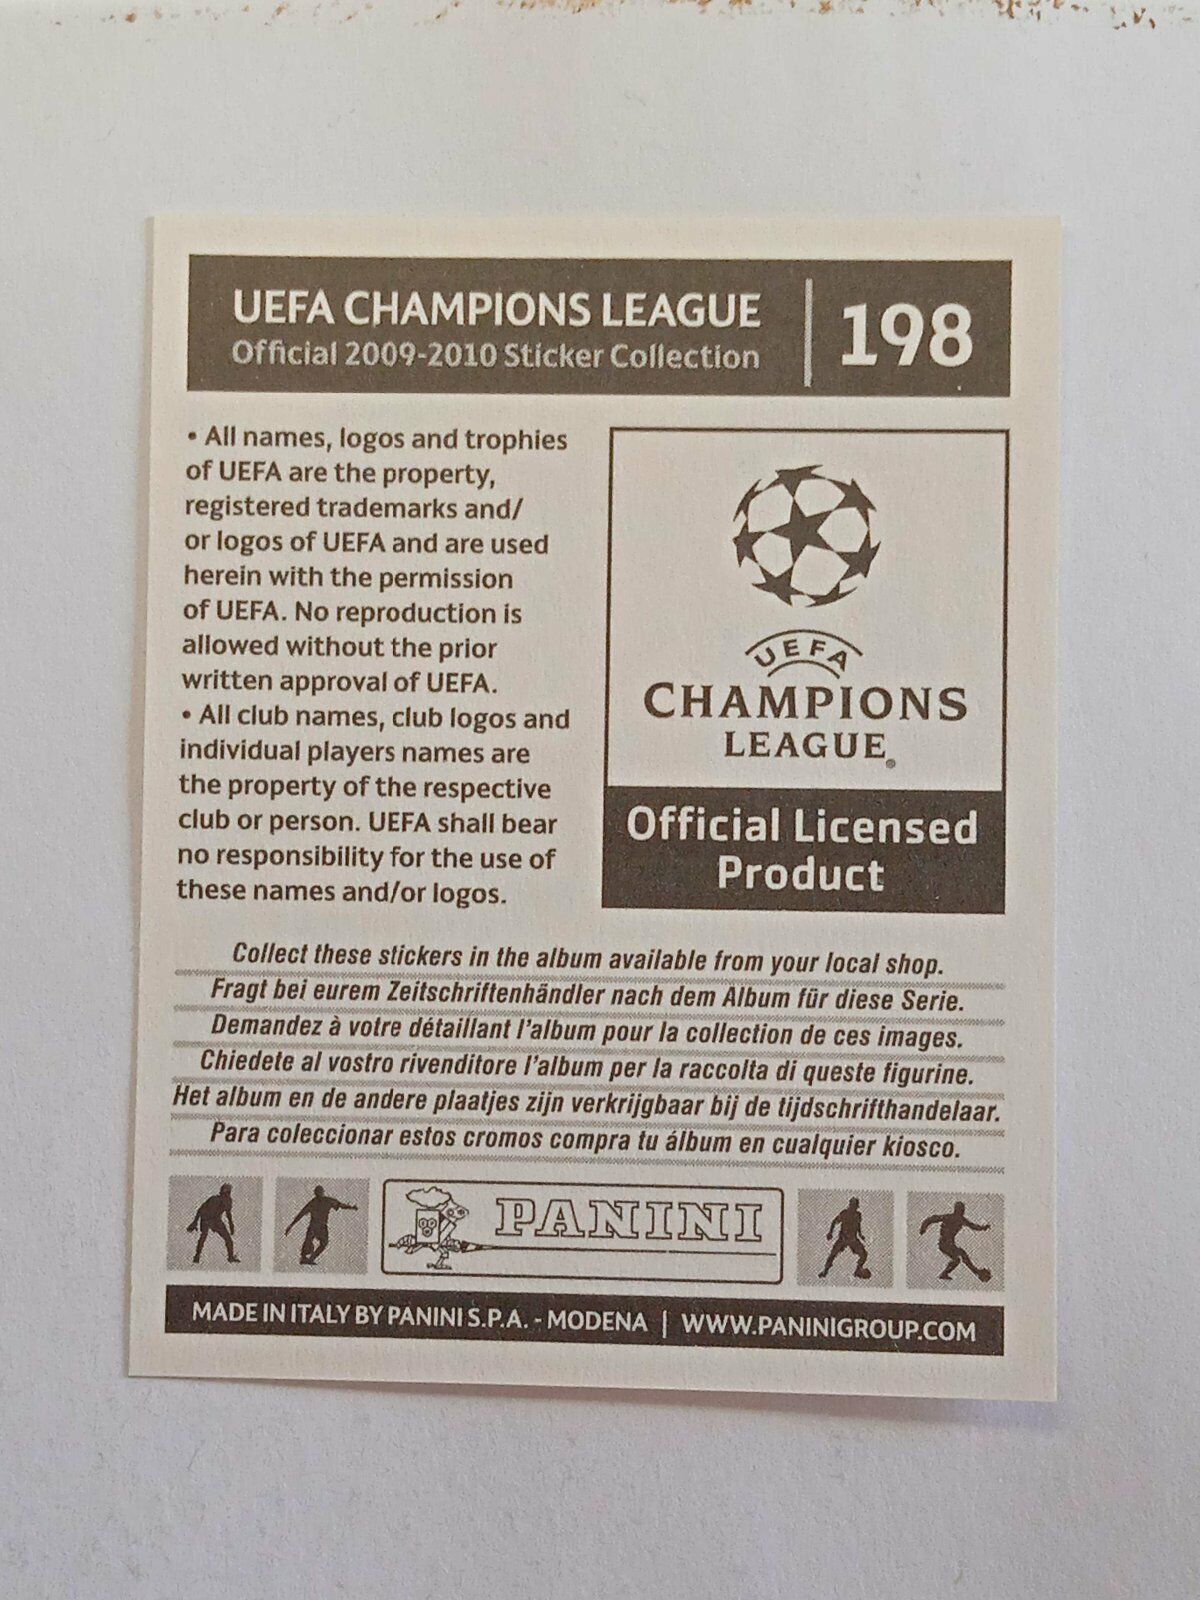 UEFA CHAMPIONS LEAGUE
Official 2009-2010 Sticker Collection
198
• All names, logos and trophies
of UEFA are the property,
registered trademarks and/
or logos of UEFA and are used
herein with the permission
of UEFA. No reproduction is
allowed without the prior
written approval of UEFA.
• All club names, club logos and
individual players names are
the property of the respective
club or person. UEFA shall bear
no responsibility for the use of
these names and/or logos.
UEFA
CHAMPIONS
LEAGUE®
Official Licensed
Product
Collect these stickers in the album available from your local shop.
Fragt bei eurem Zeitschriftenhändler nach dem Album für diese Serie.
Demandez à votre détaillant l'album pour la collection de ces images.
Chiedete al vostro rivenditore l'album per la raccolta di queste figurine.
Het album en de andere plaatjes zijn verkrijgbaar bij de tijdschrifthandelaar.
Para coleccionar estos cromos compra tu álbum en cualquier kiosco.
PANINI
MADE IN ITALY BY PANINI S.P.A. - MODENA | WWW.PANINIGROUP.COM